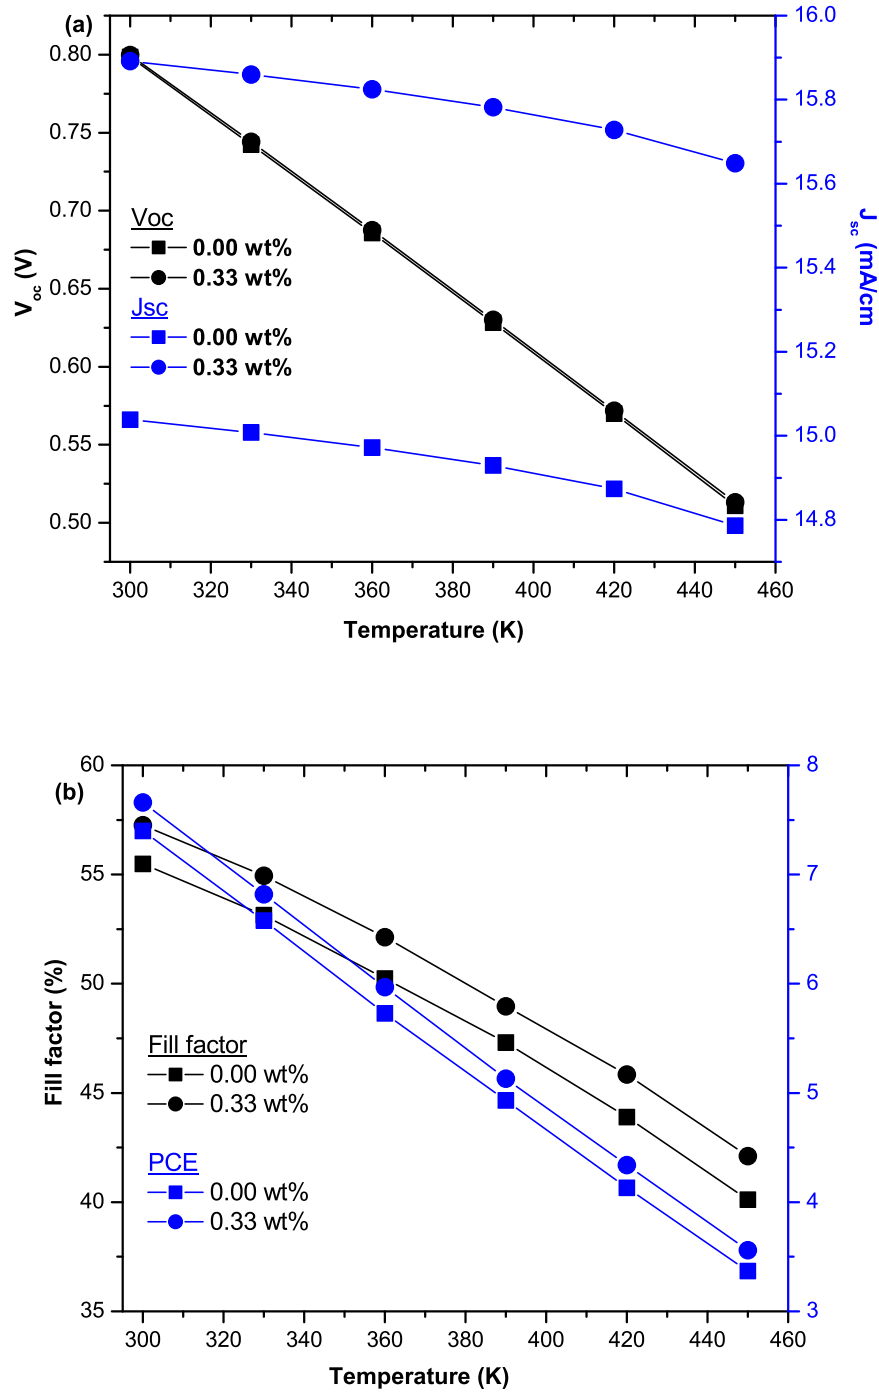 (a)
0.80
0.75
0.70
0.65
0.60
0.55
0.50
V_oc (V)
Voc
0.00 wt%
0.33 wt%
Jsc
0.00 wt%
0.33 wt%
16.0
15.8
15.6
15.4
15.2
15.0
14.8
J_sc (mA/cm
300 320 340 360 380 400 420 440 460
Temperature (K)
(b)
60
55
50
45
40
35
Fill factor (%)
Fill factor
0.00 wt%
0.33 wt%
PCE
0.00 wt%
0.33 wt%
8
7
6
5
4
3
300 320 340 360 380 400 420 440 460
Temperature (K)